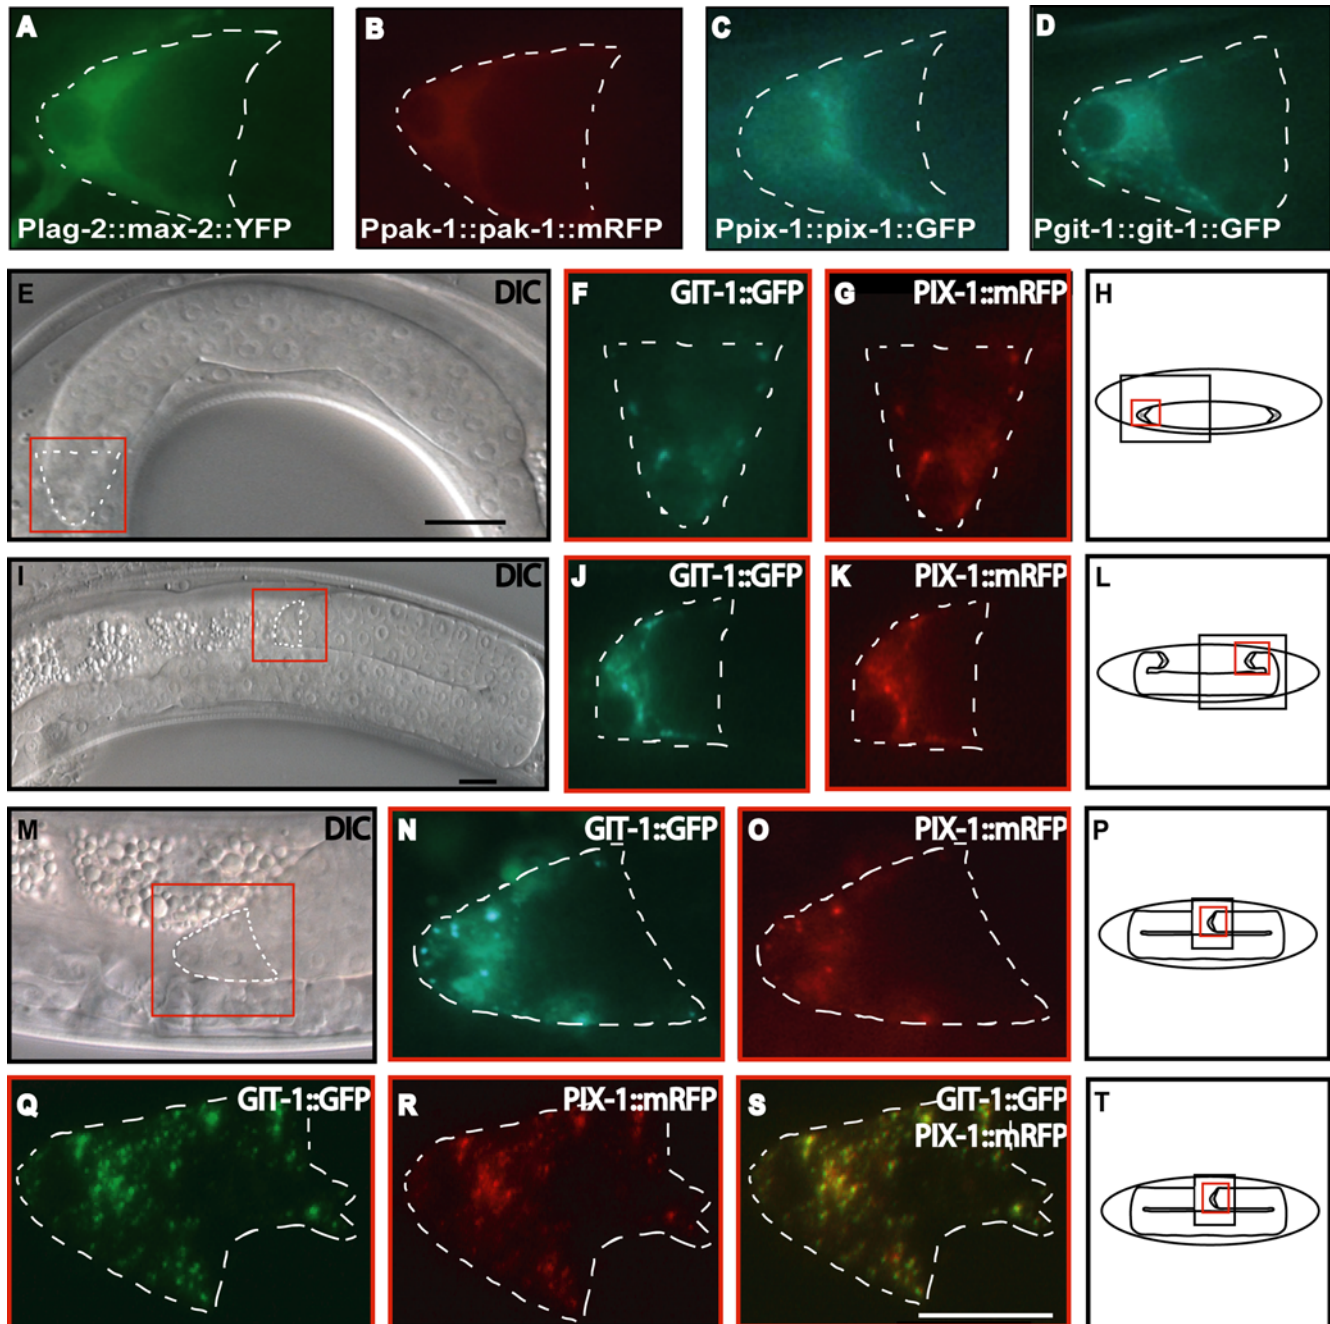 A
Plag-2::max-2::YFP
B
Ppak-1::pak-1::mRFP
C
Ppix-1::pix-1::GFP
D
Pgit-1::git-1::GFP
E
DIC
F
GIT-1::GFP
G
PIX-1::mRFP
H
I
DIC
J
GIT-1::GFP
K
PIX-1::mRFP
L
M
DIC
N
GIT-1::GFP
O
PIX-1::mRFP
P
Q
GIT-1::GFP
R
PIX-1::mRFP
S
GIT-1::GFP
PIX-1::mRFP
T